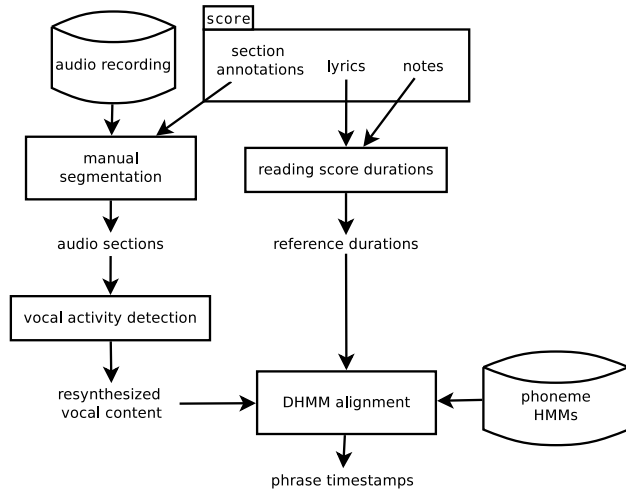 score
audio recording
section
annotations
lyrics
notes
manual
segmentation
reading score durations
audio sections
reference durations
vocal activity detection
resynthesized
vocal content
DHMM alignment
phoneme
HMMs
phrase timestamps